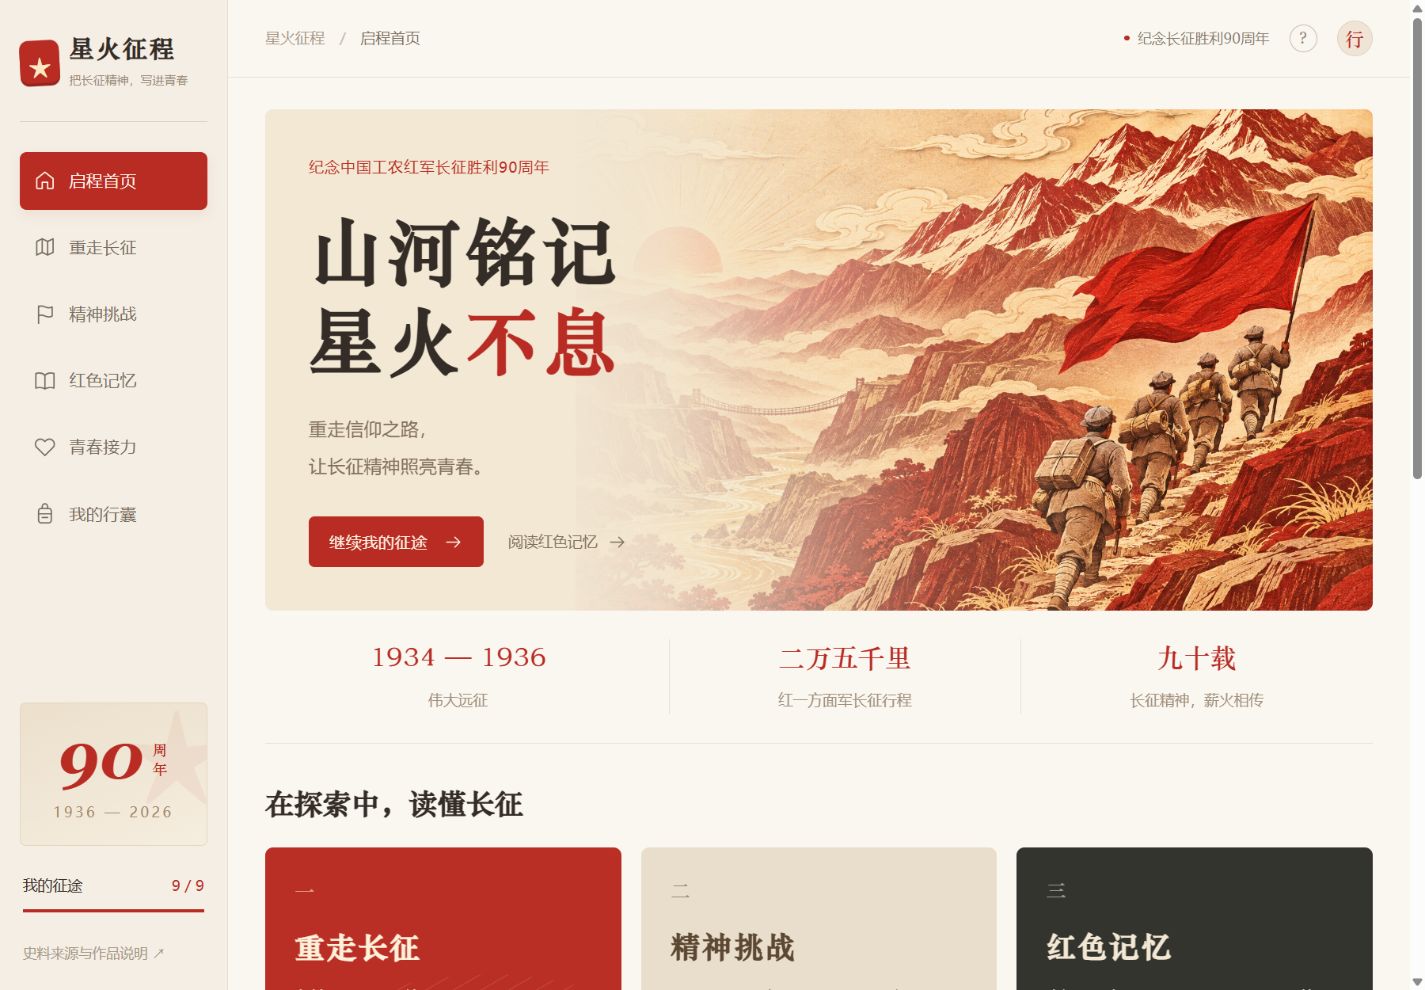 星火征程
把长征精神，写进青春
启程首页
重走长征
精神挑战
红色记忆
青春接力
我的行囊
90 周年
1936 — 2026
我的征途 9 / 9
史料来源与作品说明 ↗
星火征程 / 启程首页
纪念长征胜利90周年 ? 行
纪念中国工农红军长征胜利90周年
山河铭记
星火不息
重走信仰之路，
让长征精神照亮青春。
继续我的征途 →
阅读红色记忆 →
1934 — 1936
伟大远征
二万五千里
红一方面军长征行程
九十载
长征精神，薪火相传
在探索中，读懂长征
一
重走长征
二
精神挑战
三
红色记忆